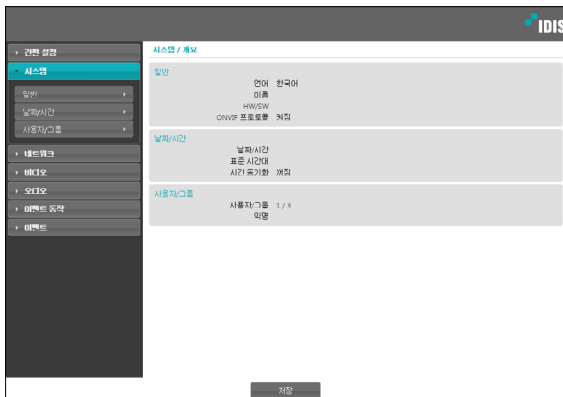 IDIS
간편 설정
시스템
일반
날짜/시간
사용자/그룹
네트워크
비디오
오디오
이벤트 동작
이벤트
시스템 / 개요
일반
언어 한국어
이름
HW/SW
ONVIF 프로토콜 켜짐
날짜/시간
날짜/시간
표준 시간대
시간 동기화 꺼짐
사용자/그룹
사용자/그룹 1 / 3
익명
저장